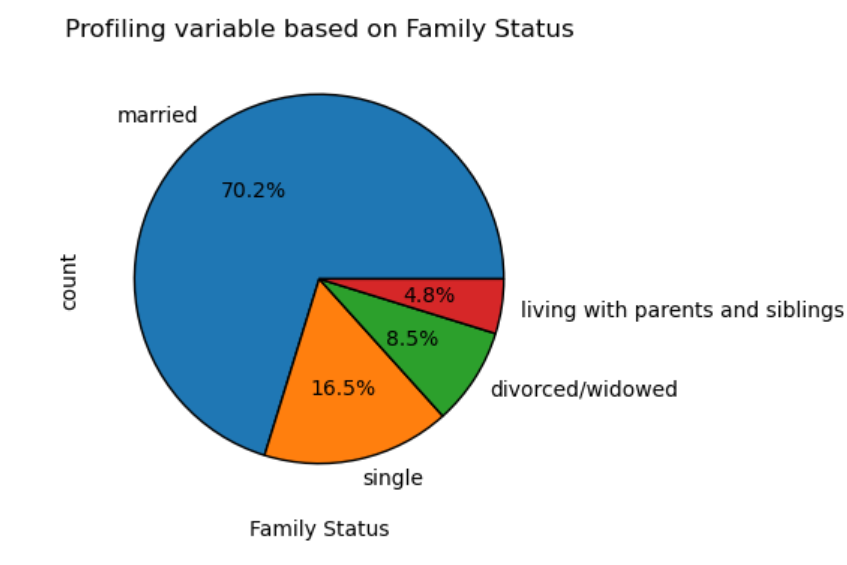 Profiling variable based on Family Status
married
70.2%
count
4.8%
living with parents and siblings
8.5%
divorced/widowed
16.5%
single
Family Status